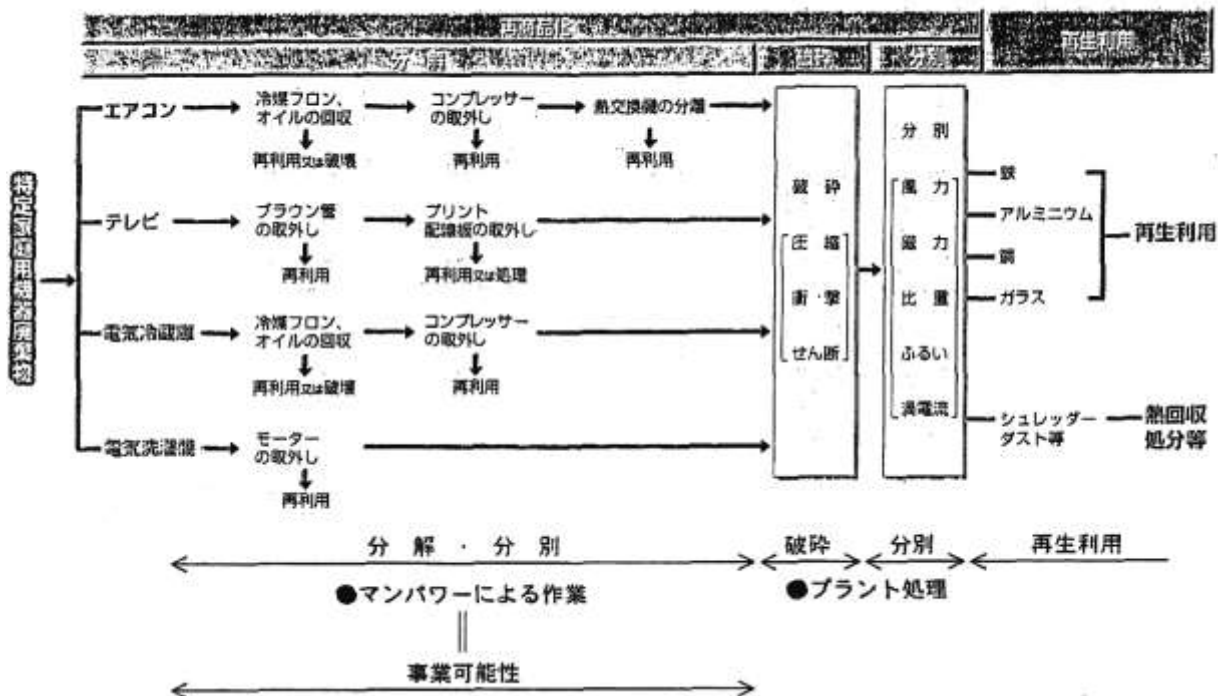 再商品化
再生利用
分別
破砕
分別
特定家庭用機器廃棄物
エアコン
冷媒フロン、
オイルの回収
再利用又は破壊
コンプレッサー
の取外し
再利用
熱交換機の分離
再利用
テレビ
ブラウン管
の取外し
再利用
プリント
配線板の取外し
再利用又は処理
電気冷蔵庫
冷媒フロン、
オイルの回収
再利用又は破壊
コンプレッサー
の取外し
再利用
電気洗濯機
モーター
の取外し
再利用
破砕
圧縮
衝撃
せん断
分別
風力
磁力
比重
ふるい
渦電流
鉄
アルミニウム
銅
ガラス
再生利用
シュレッダー
ダスト等
熱回収
処分等
分解・分別
破砕
分別
再生利用
●マンパワーによる作業
●プラント処理
事業可能性